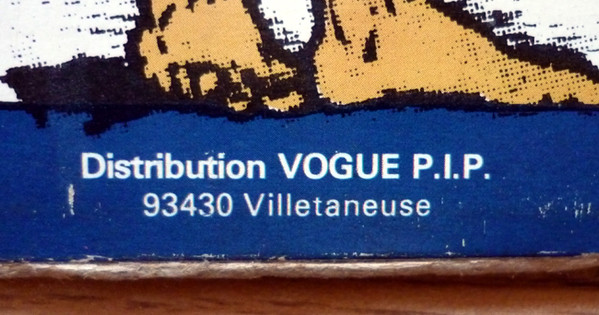 Distribution VOGUE P.I.P.
93430 Villetaneuse